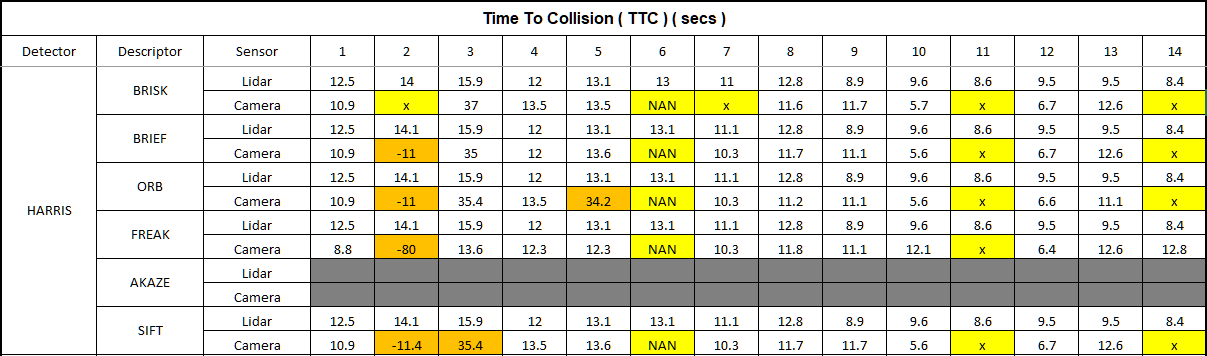 Time To Collision ( TTC ) ( secs )
Detector Descriptor Sensor 1 2 3 4 5 6 7 8 9 10 11 12 13 14
HARRIS
BRISK
Lidar 12.5 14 15.9 12 13.1 13 11 12.8 8.9 9.6 8.6 9.5 9.5 8.4
Camera 10.9 x 37 13.5 13.5 NAN x 11.6 11.7 5.7 x 6.7 12.6 x
BRIEF
Lidar 12.5 14.1 15.9 12 13.1 13.1 11.1 12.8 8.9 9.6 8.6 9.5 9.5 8.4
Camera 10.9 -11 35 12 13.6 NAN 10.3 11.7 11.1 5.6 x 6.7 12.6 x
ORB
Lidar 12.5 14.1 15.9 12 13.1 13.1 11.1 12.8 8.9 9.6 8.6 9.5 9.5 8.4
Camera 10.9 -11 35.4 13.5 34.2 NAN 10.3 11.2 11.1 5.6 x 6.6 11.1 x
FREAK
Lidar 12.5 14.1 15.9 12 13.1 13.1 11.1 12.8 8.9 9.6 8.6 9.5 9.5 8.4
Camera 8.8 -80 13.6 12.3 12.3 NAN 10.3 11.8 11.1 12.1 x 6.4 12.6 12.8
AKAZE
Lidar
Camera
SIFT
Lidar 12.5 14.1 15.9 12 13.1 13.1 11.1 12.8 8.9 9.6 8.6 9.5 9.5 8.4
Camera 10.9 -11.4 35.4 13.5 13.6 NAN 10.3 11.7 11.7 5.6 x 6.7 12.6 x